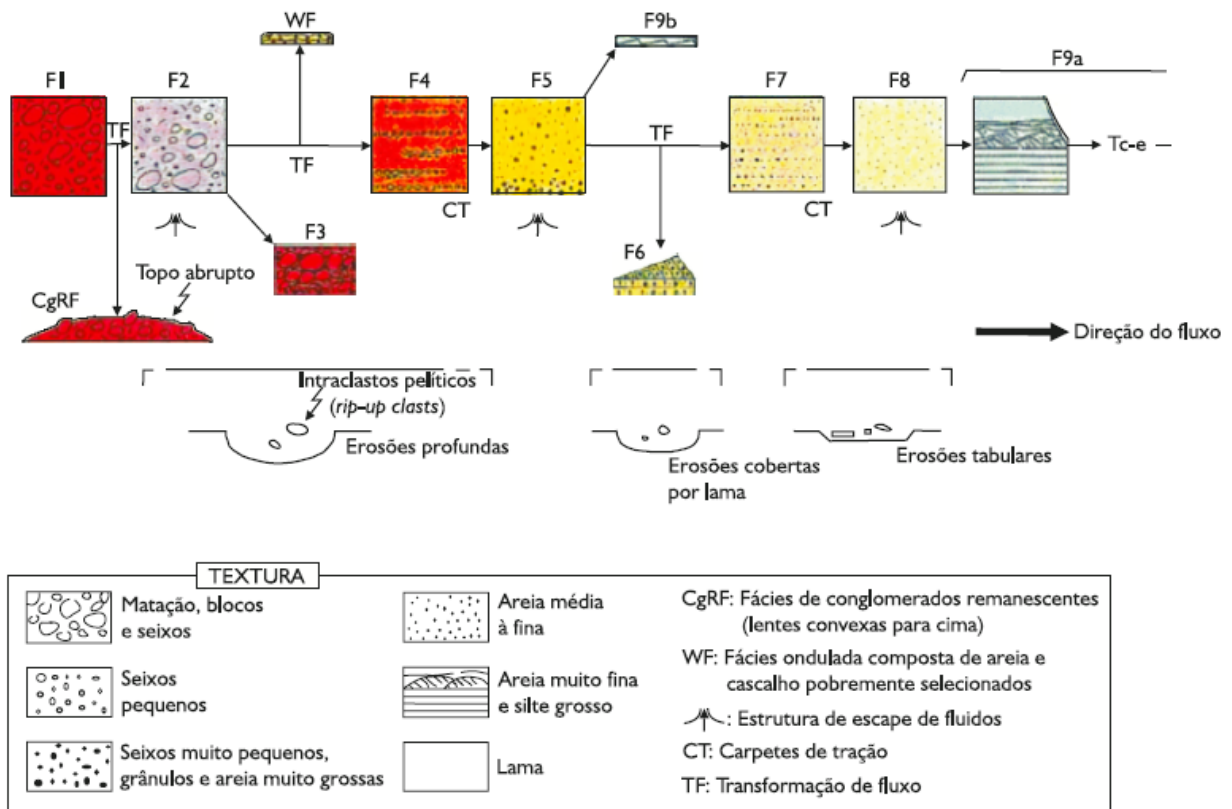 WF
F9b
F9a
F1
F2
F4
F5
F7
F8
TF
TF
TF
Tc-e
CT
CT
F3
F6
Topo abrupto
CgRF
Direção do fluxo
Intraclastos pelíticos
(rip-up clasts)
Erosões profundas
Erosões cobertas
por lama
Erosões tabulares
TEXTURA
Matacão, blocos
e seixos
Seixos
pequenos
Seixos muito pequenos,
grânulos e areia muito grossas
Areia média
à fina
Areia muito fina
e silte grosso
Lama
CgRF: Fácies de conglomerados remanescentes
(lentes convexas para cima)
WF: Fácies ondulada composta de areia e
cascalho pobremente selecionados
: Estrutura de escape de fluidos
CT: Carpetes de tração
TF: Transformação de fluxo